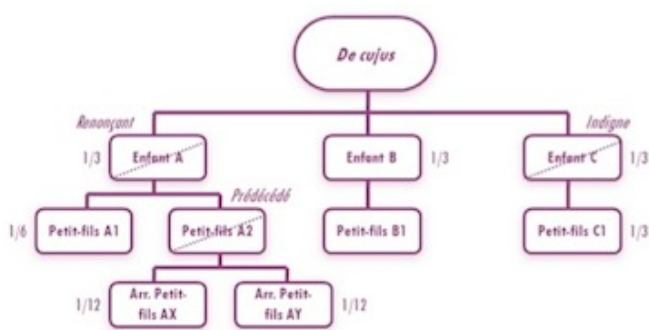 De cujus
Renonçant
Indigne
1/3
Enfant A
Enfant B
1/3
Enfant C
1/3
Prédécédé
1/6
Petit-fils A1
Petit-fils A2
Petit-fils B1
Petit-fils C1
1/3
1/12
Arr. Petit-
fils AX
Arr. Petit-
fils AY
1/12